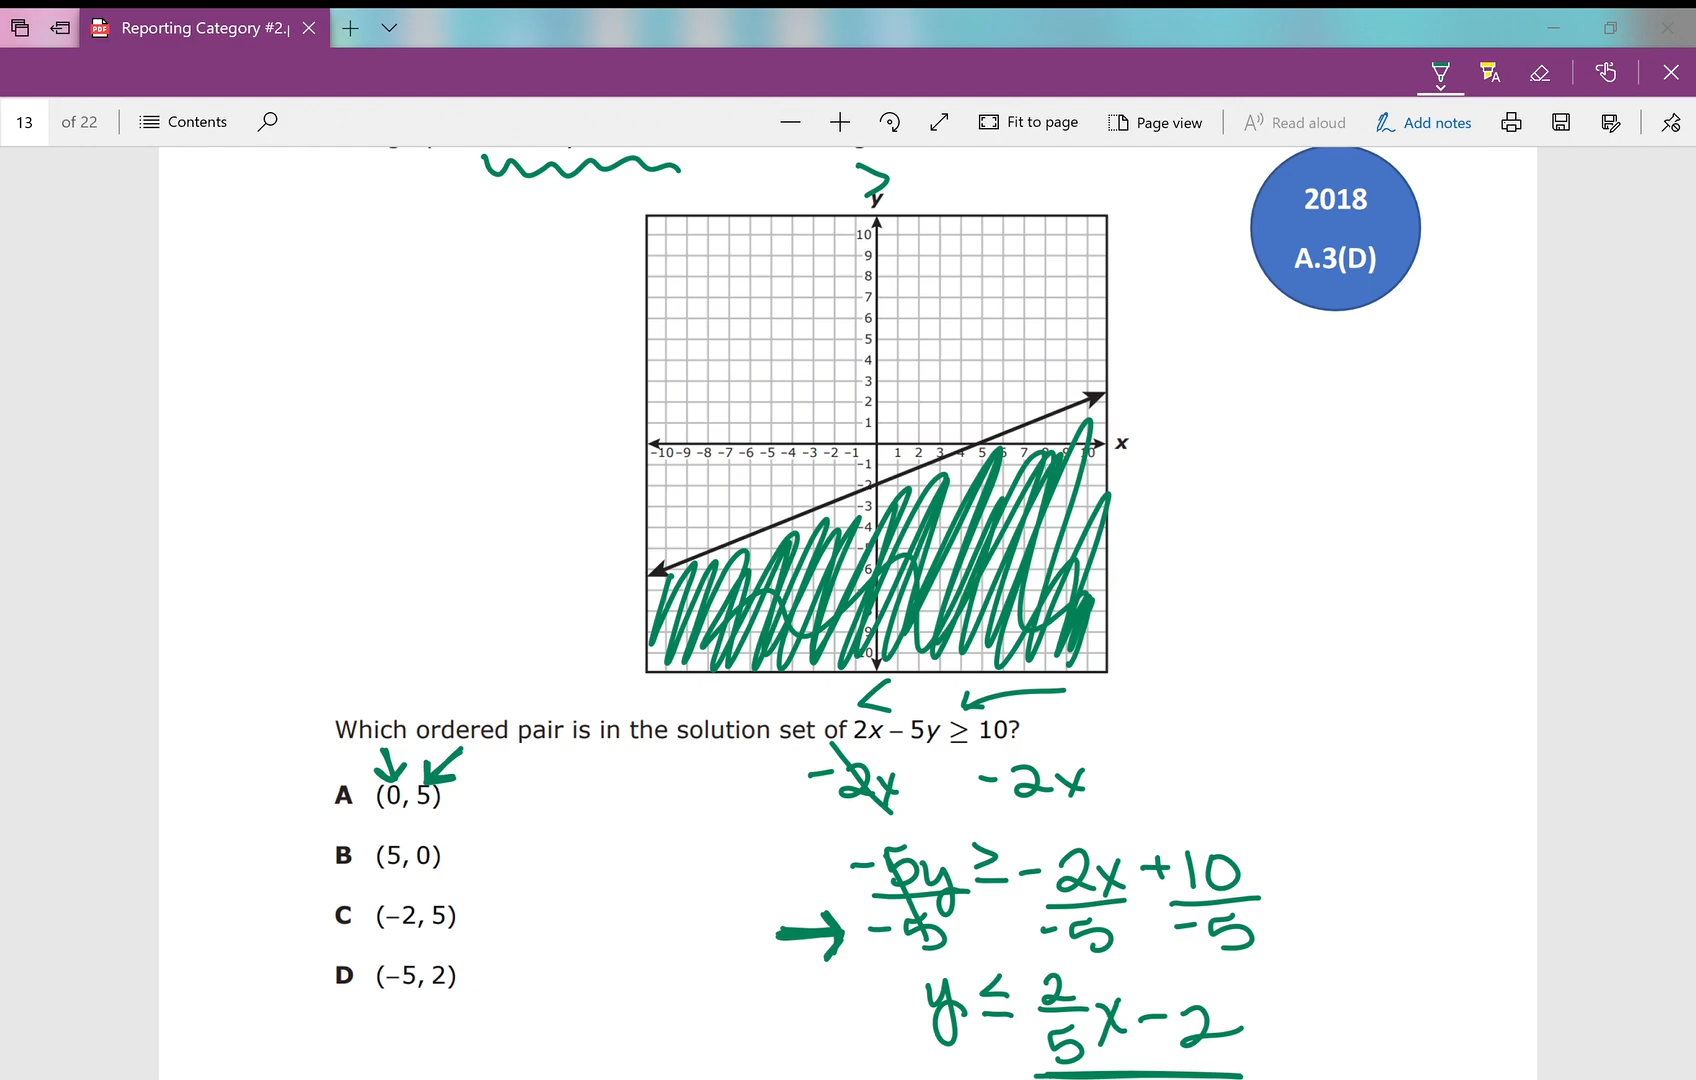 Reporting Category #2.p
13 of 22 Contents Fit to page Page view Read aloud Add notes
>
2018
A.3(D)
y
10
9
8
7
6
5
4
3
2
1
x
-10 -9 -8 -7 -6 -5 -4 -3 -2 -1 1 2 3 4 5 6 7 8 9 10
-1
-2
-3
-4
6
9
<
Which ordered pair is in the solution set of 2x – 5y ≥ 10?
-2x -2x
A (0, 5)
B (5, 0)
-5y ≥ -2x + 10
C (–2, 5)
-5 -5 -5
D (–5, 2)
y ≤ 2/5 x - 2